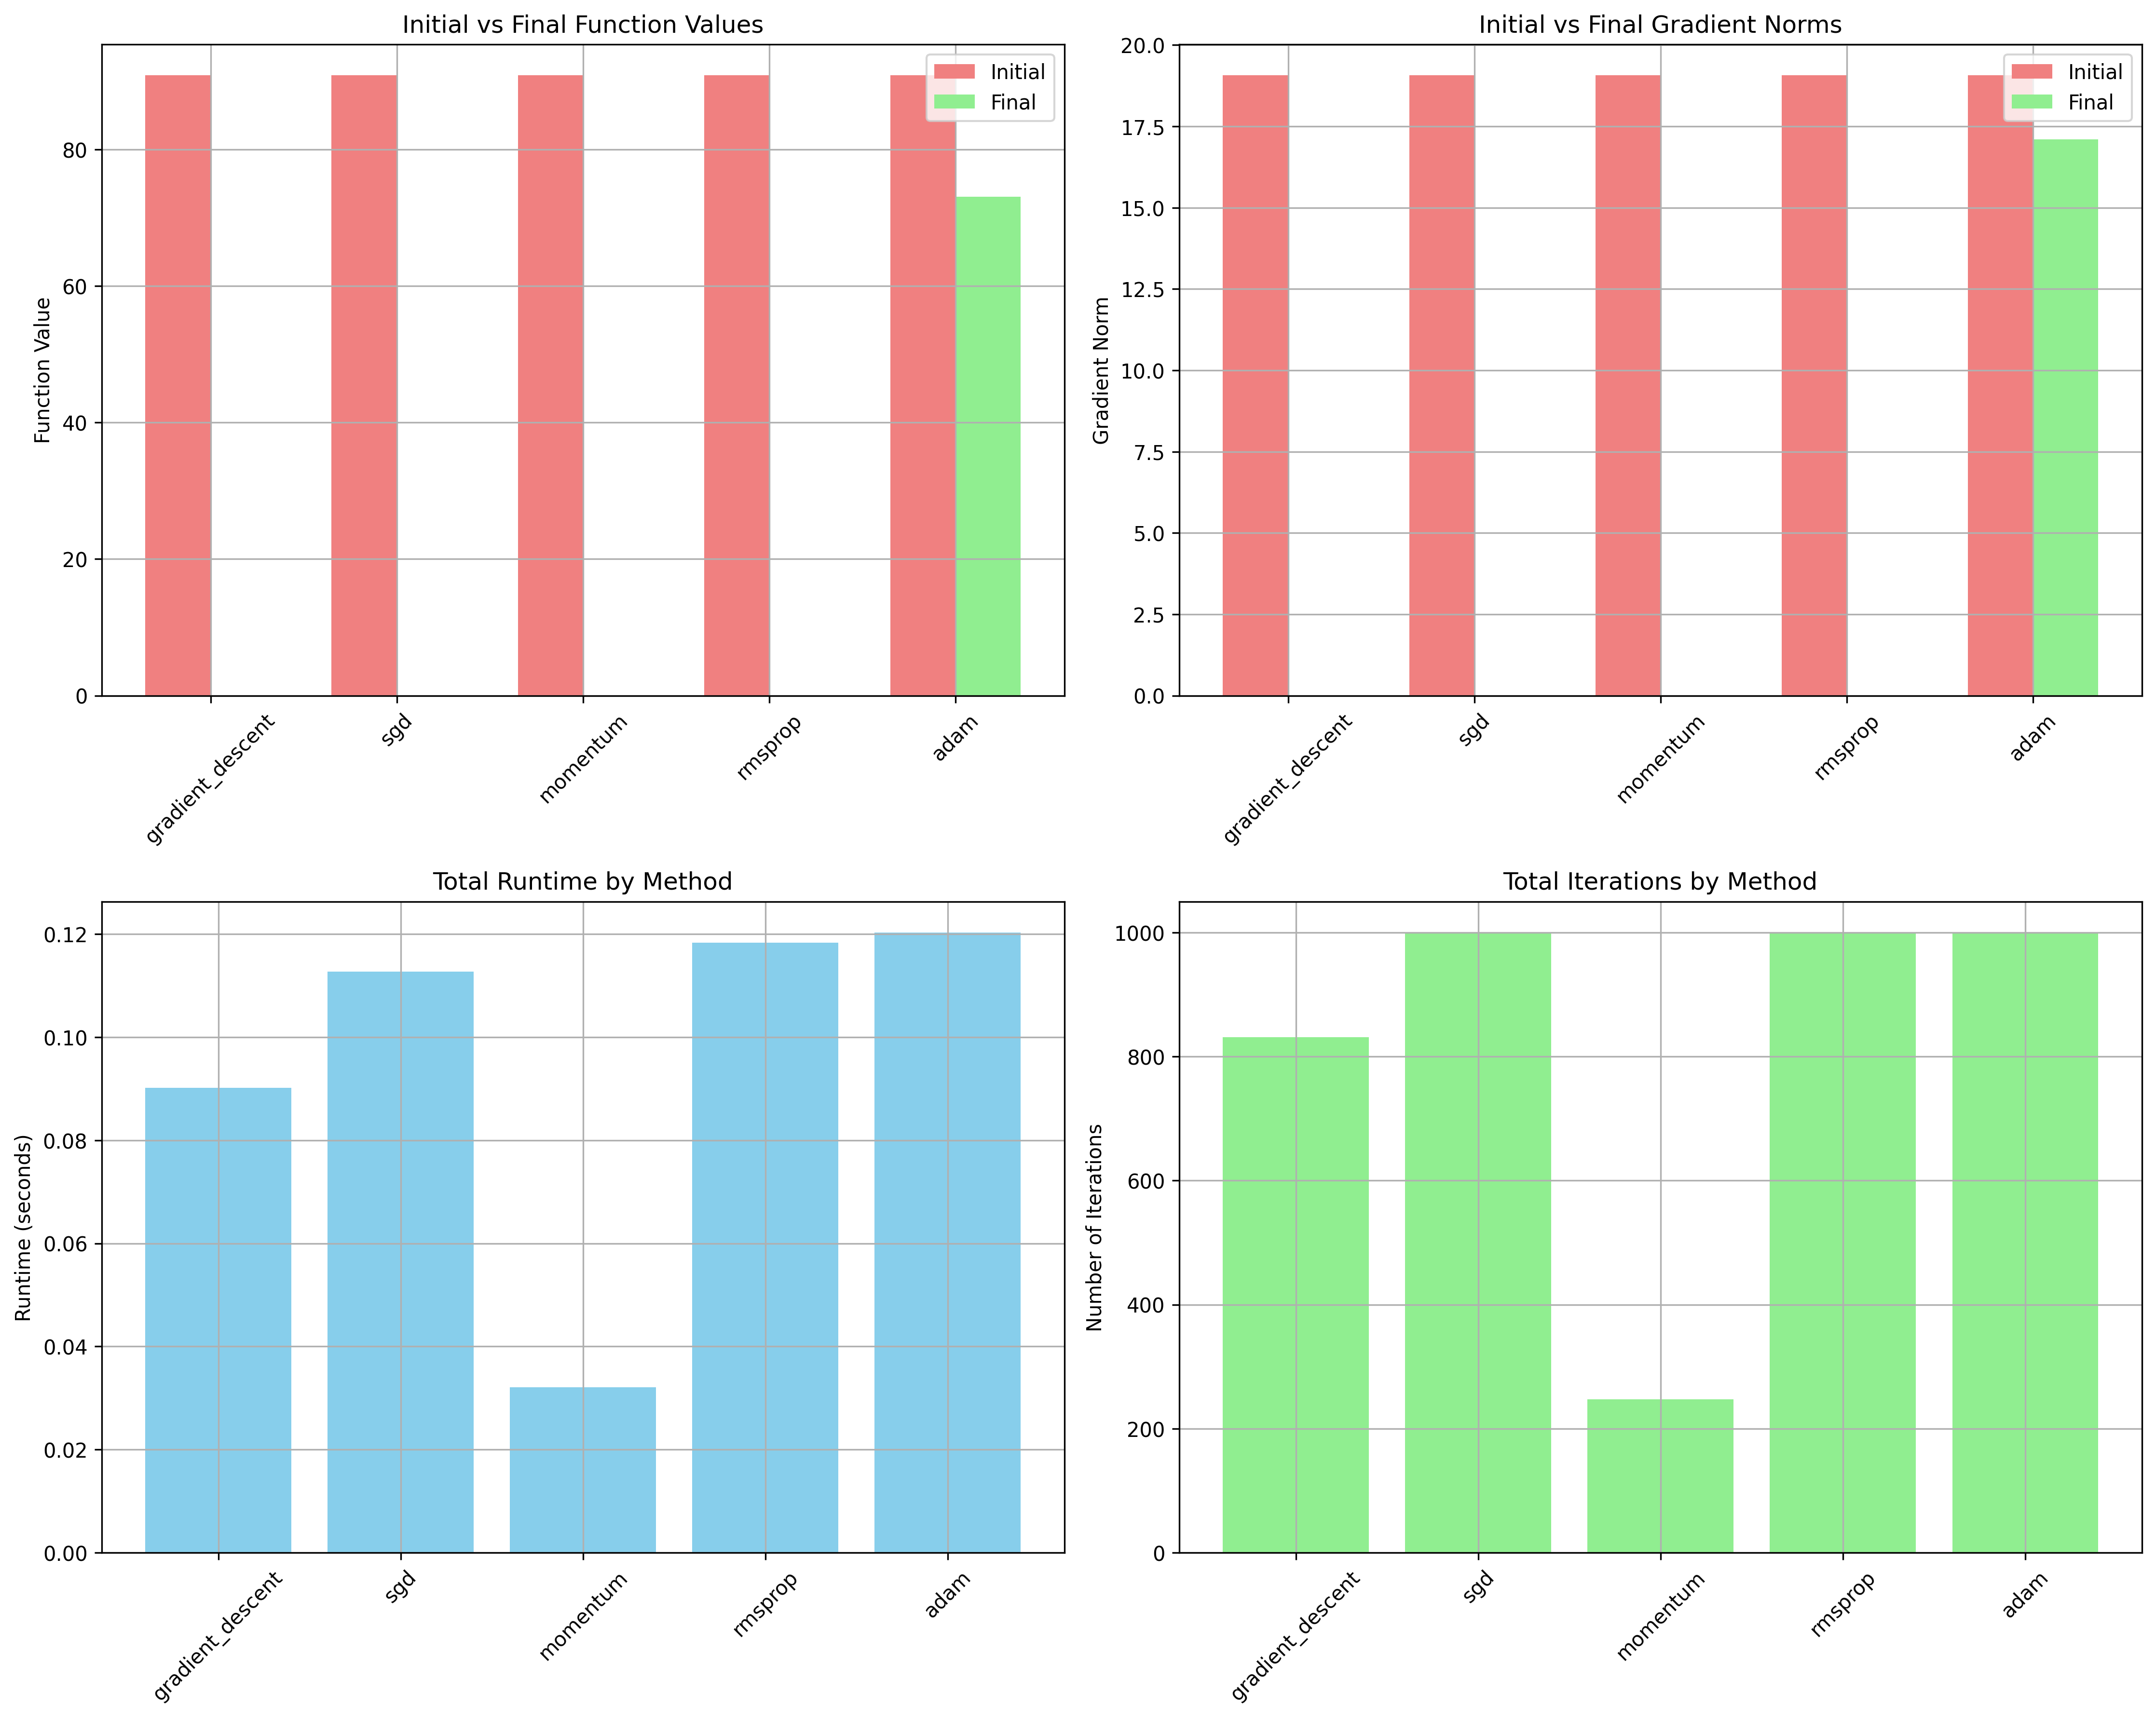 Initial vs Final Function Values
Function Value
80
60
40
20
0
Initial
Final
gradient_descent
sgd
momentum
rmsprop
adam
Initial vs Final Gradient Norms
Gradient Norm
20.0
17.5
15.0
12.5
10.0
7.5
5.0
2.5
0.0
Initial
Final
gradient_descent
sgd
momentum
rmsprop
adam
Total Runtime by Method
Runtime (seconds)
0.12
0.10
0.08
0.06
0.04
0.02
0.00
gradient_descent
sgd
momentum
rmsprop
adam
Total Iterations by Method
Number of Iterations
1000
800
600
400
200
0
gradient_descent
sgd
momentum
rmsprop
adam